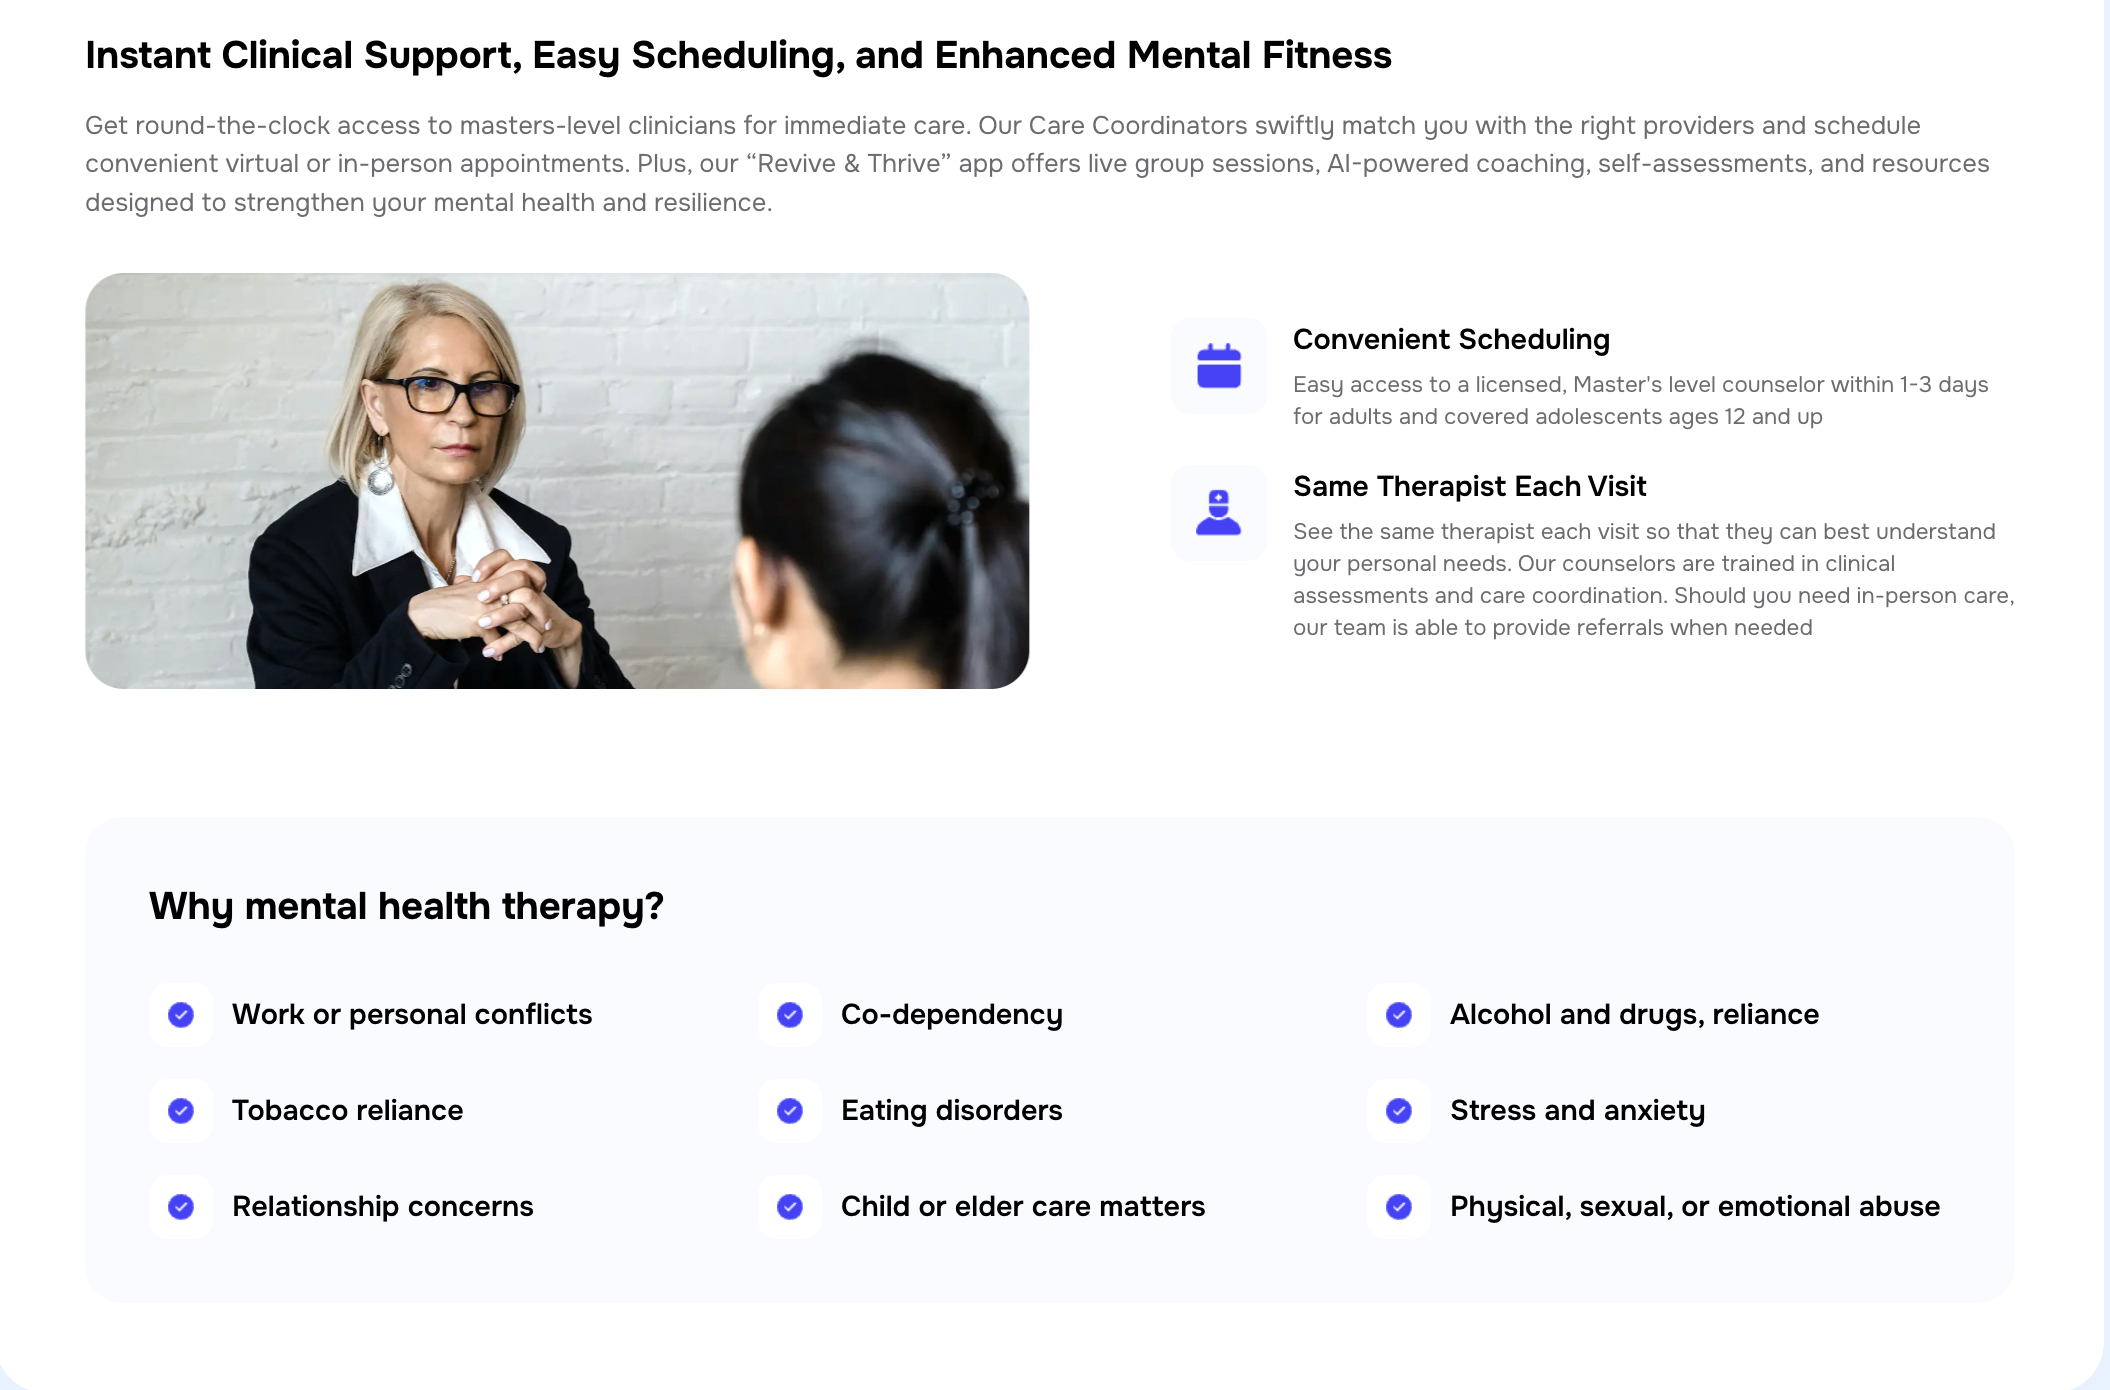 Instant Clinical Support, Easy Scheduling, and Enhanced Mental Fitness
Get round-the-clock access to masters-level clinicians for immediate care. Our Care Coordinators swiftly match you with the right providers and schedule
convenient virtual or in-person appointments. Plus, our “Revive & Thrive” app offers live group sessions, AI-powered coaching, self-assessments, and resources
designed to strengthen your mental health and resilience.
Convenient Scheduling
Easy access to a licensed, Master's level counselor within 1-3 days
for adults and covered adolescents ages 12 and up
Same Therapist Each Visit
See the same therapist each visit so that they can best understand
your personal needs. Our counselors are trained in clinical
assessments and care coordination. Should you need in-person care,
our team is able to provide referrals when needed
Why mental health therapy?
Work or personal conflicts
Co-dependency
Alcohol and drugs, reliance
Tobacco reliance
Eating disorders
Stress and anxiety
Relationship concerns
Child or elder care matters
Physical, sexual, or emotional abuse